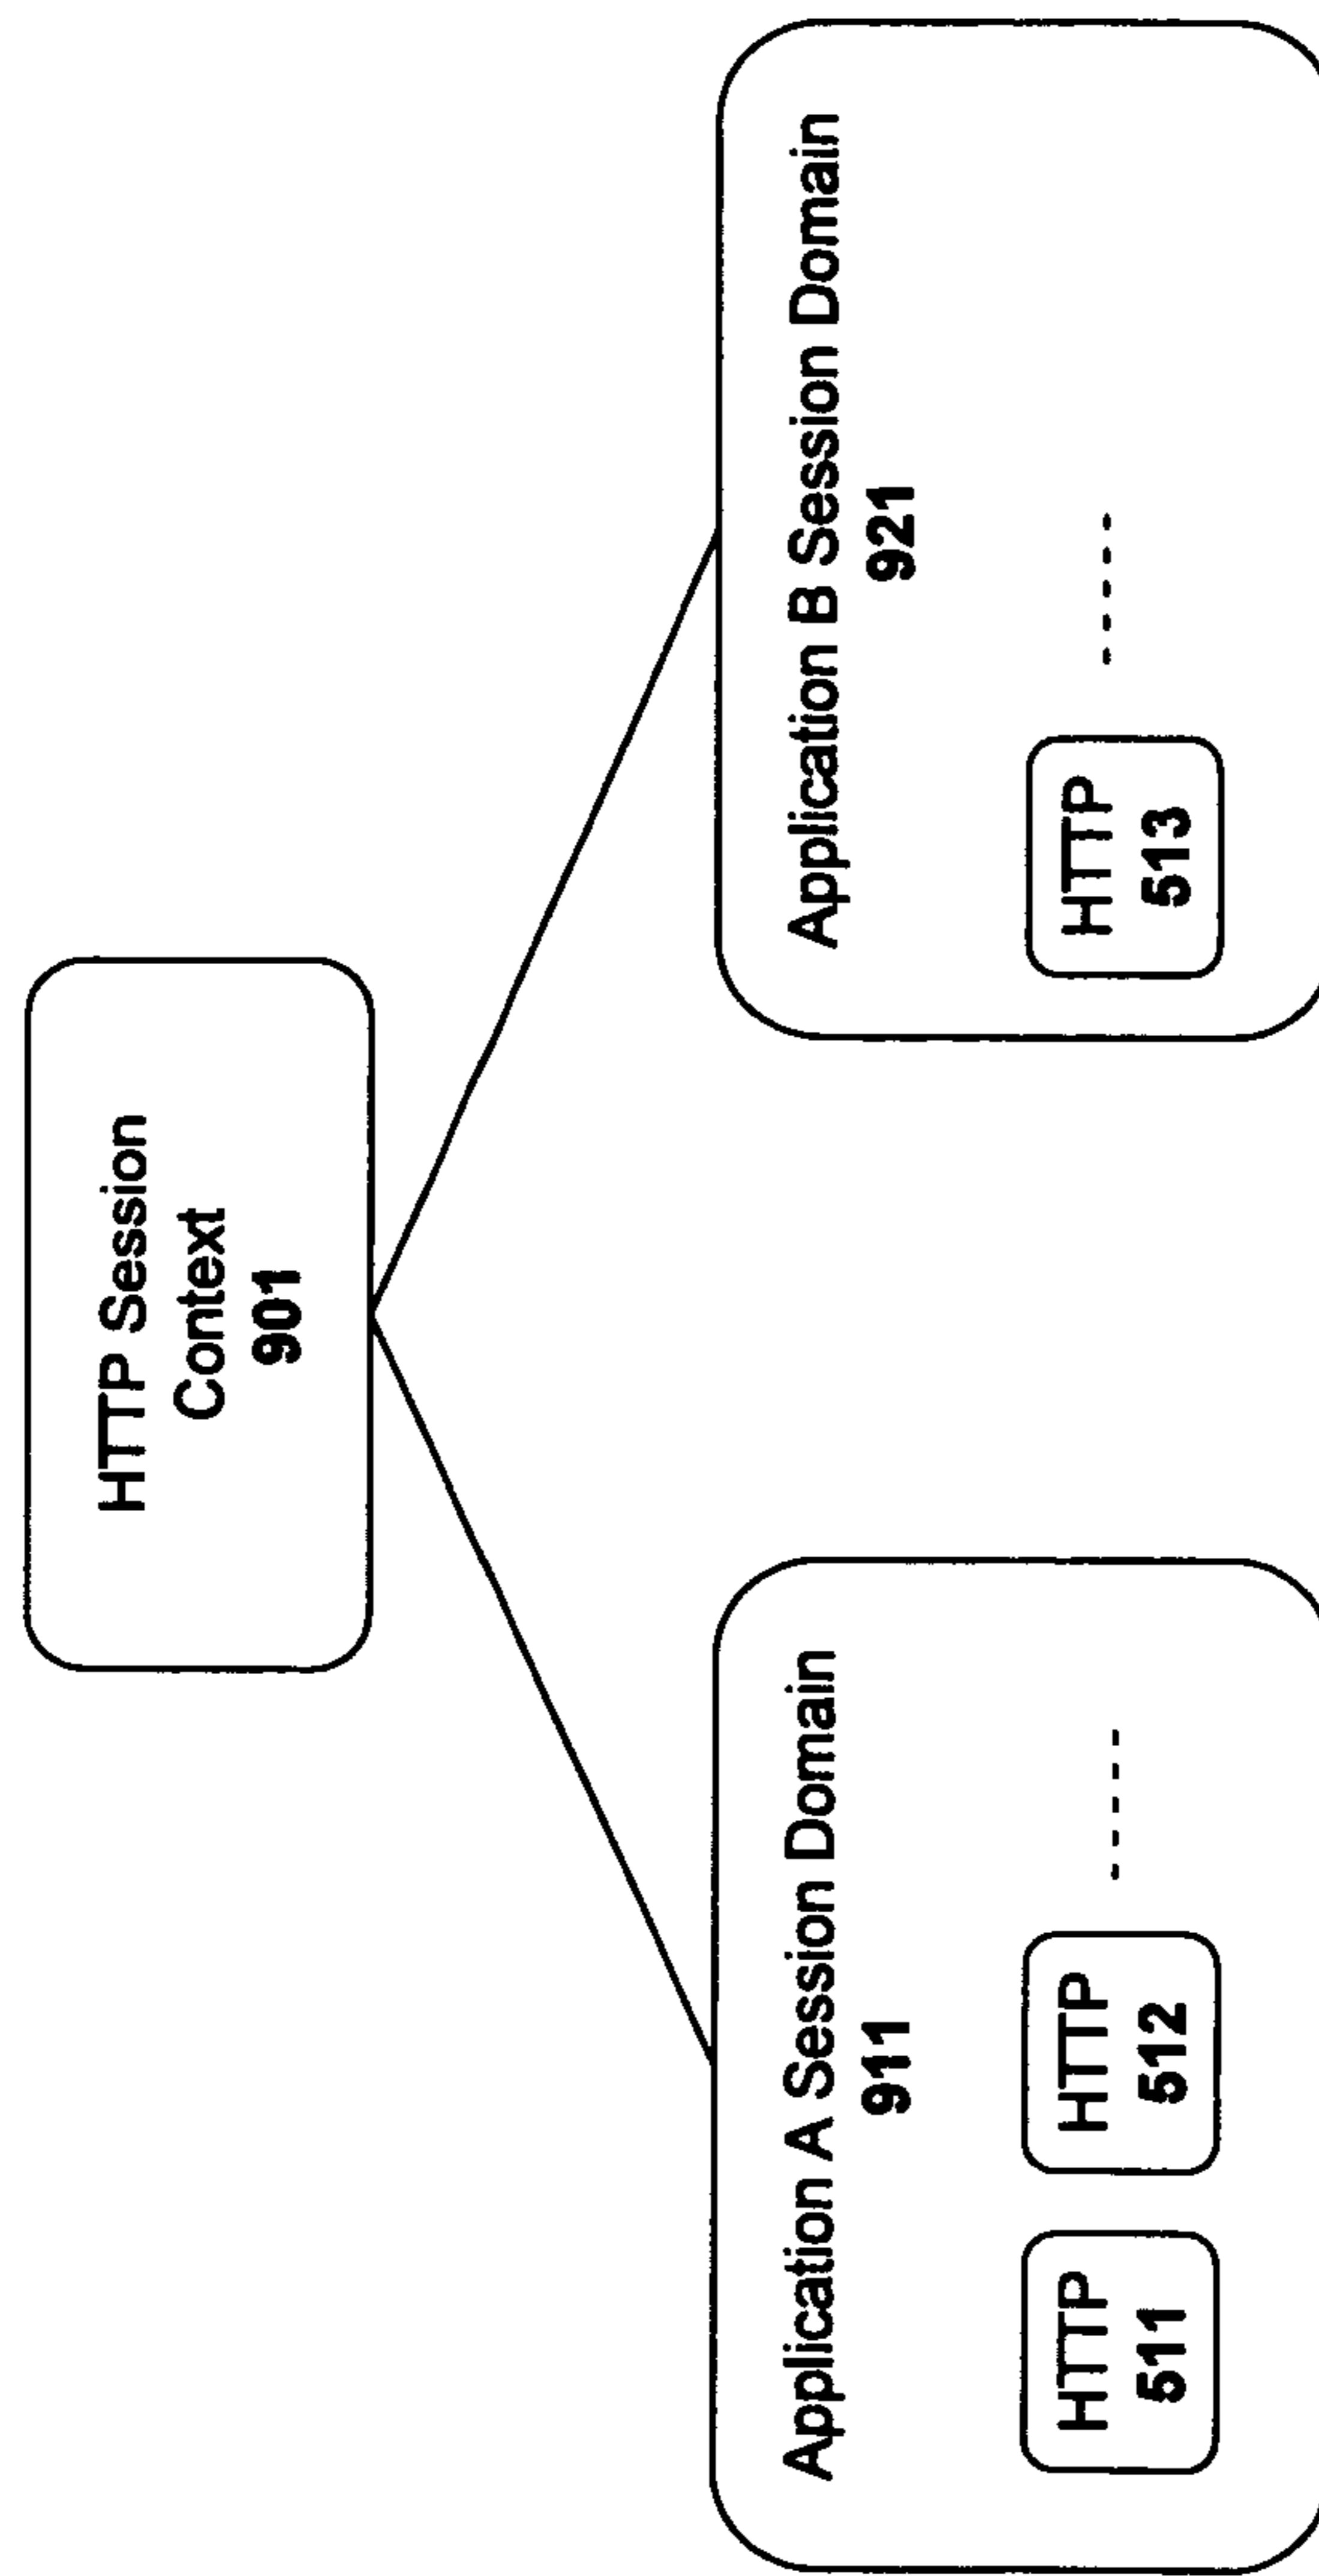 HTTP Session
Context
901
Application A Session Domain
911
HTTP
511
HTTP
512
Application B Session Domain
921
HTTP
513